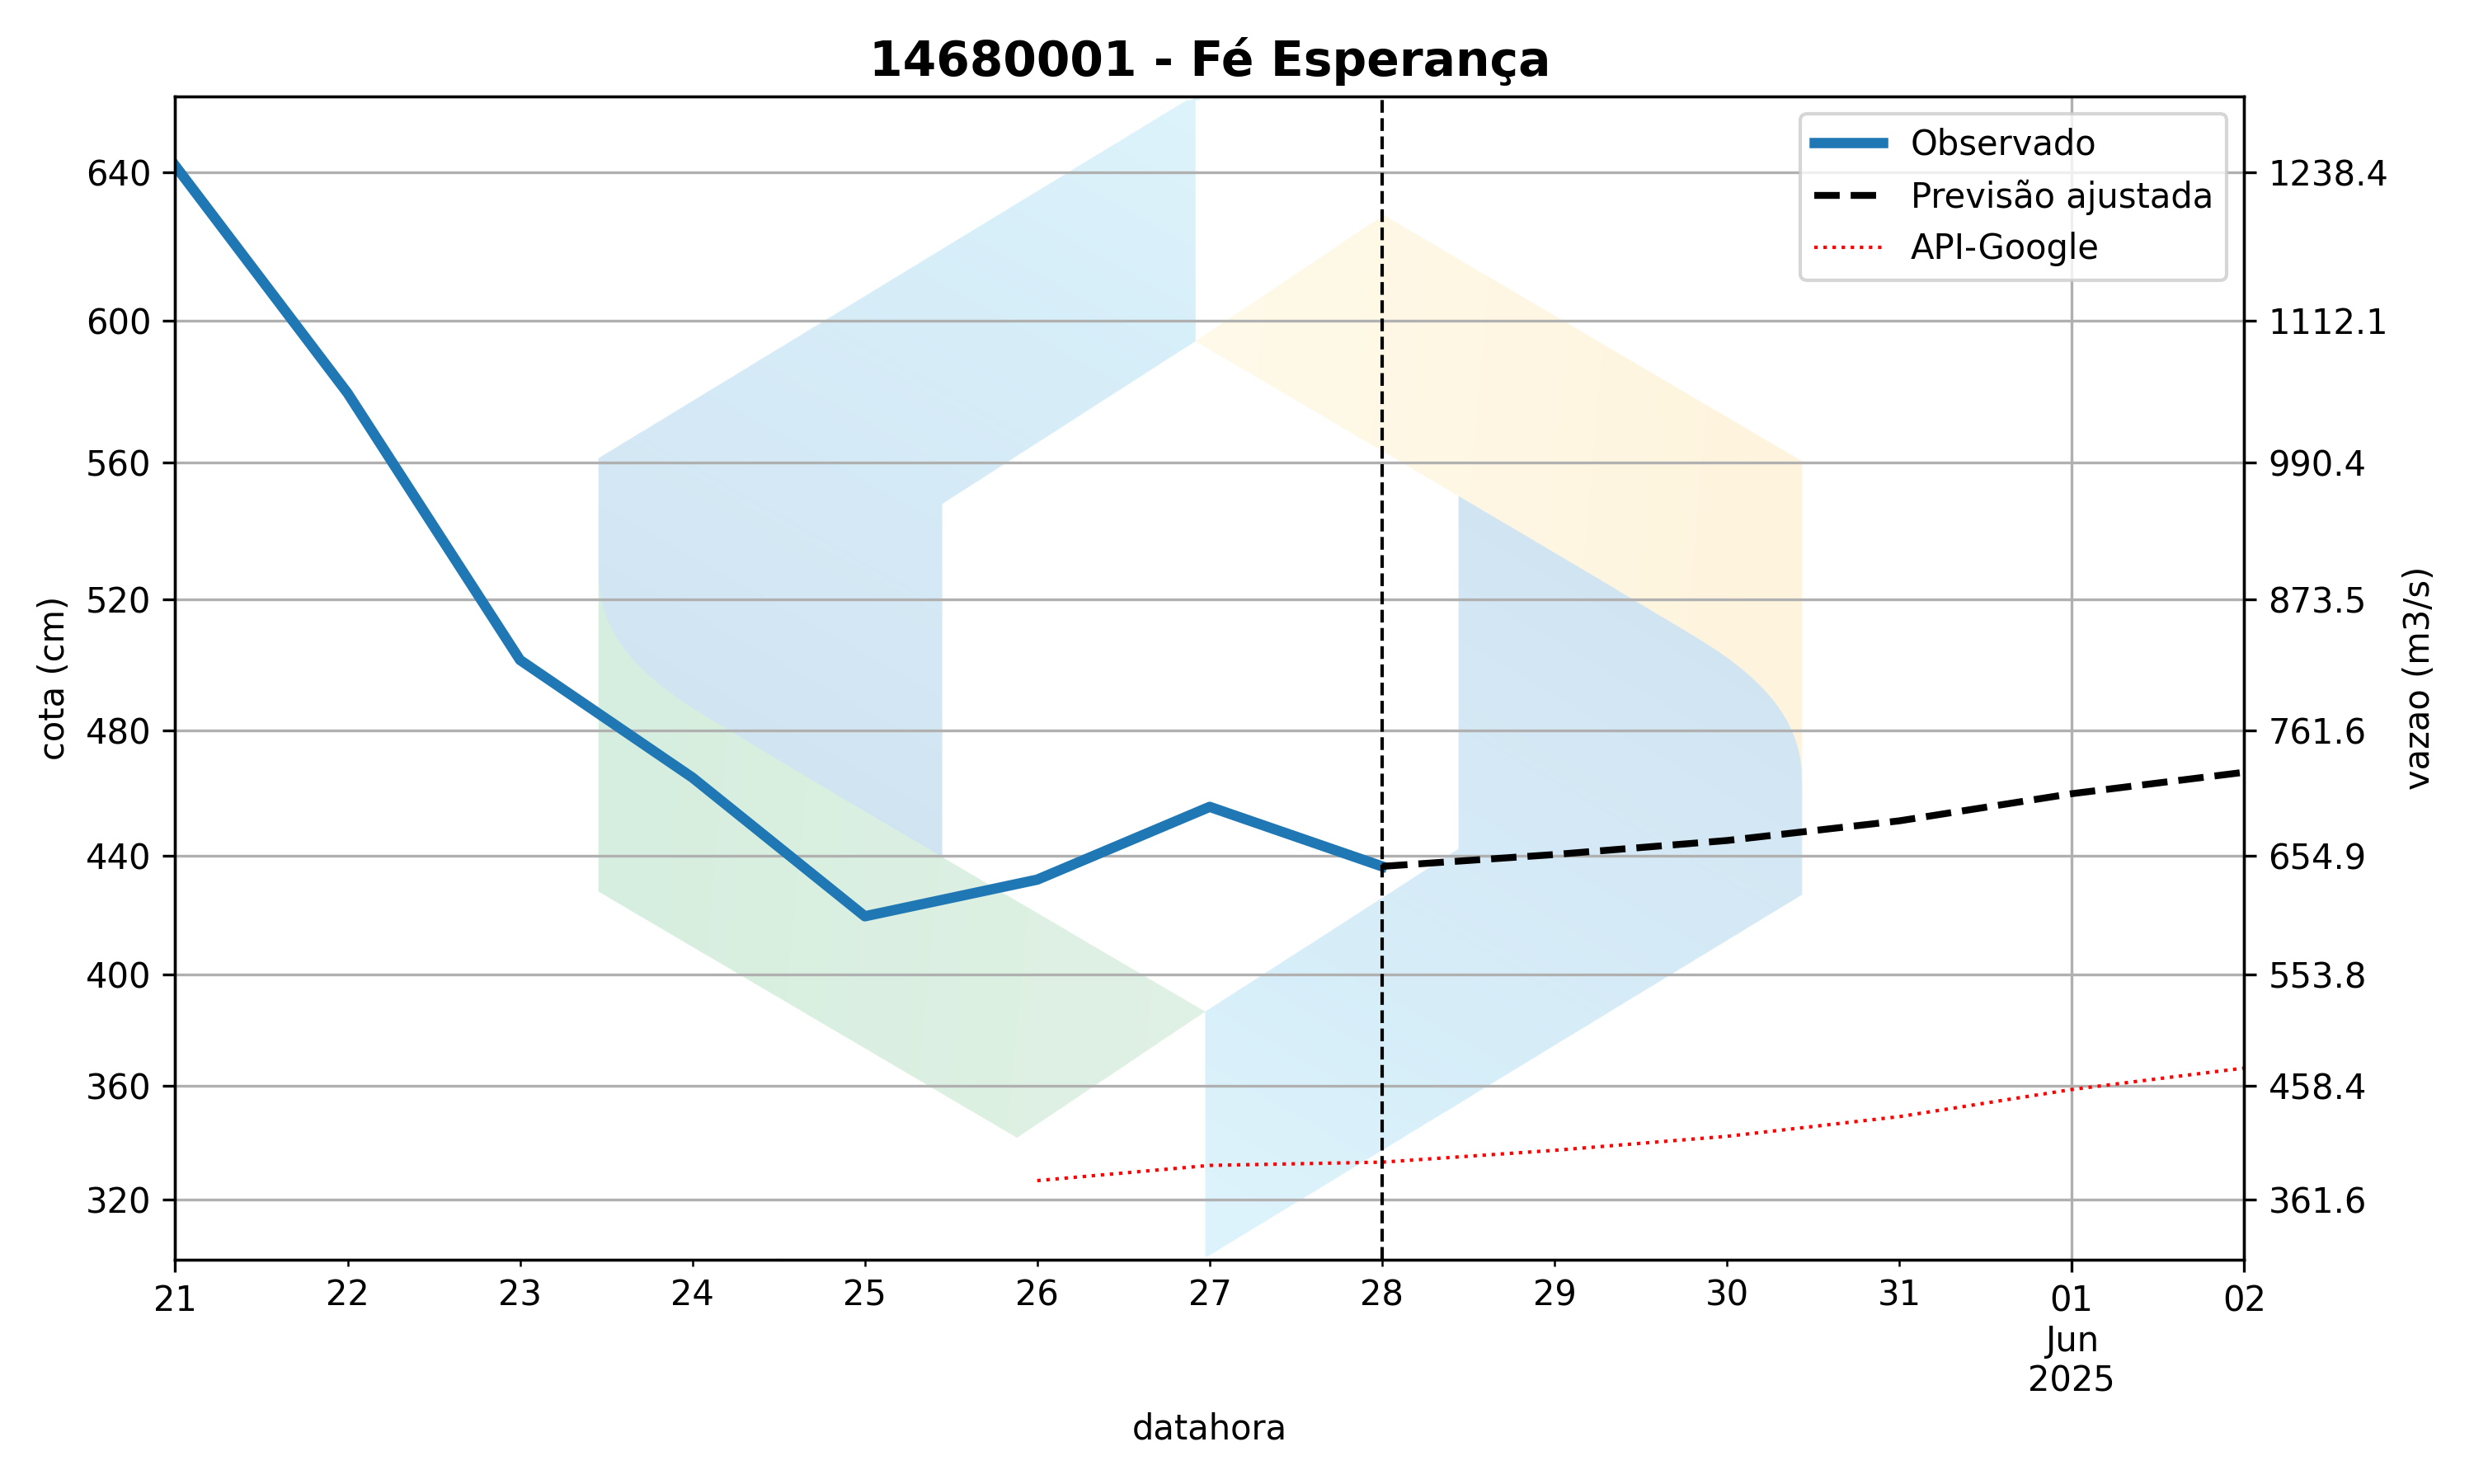 14680001 - Fé Esperança
Observado
Previsão ajustada
API-Google
640
600
560
520
480
440
400
360
320
cota (cm)
1238.4
1112.1
990.4
873.5
761.6
654.9
553.8
458.4
361.6
vazao (m3/s)
21 22 23 24 25 26 27 28 29 30 31 01 02
Jun
2025
datahora